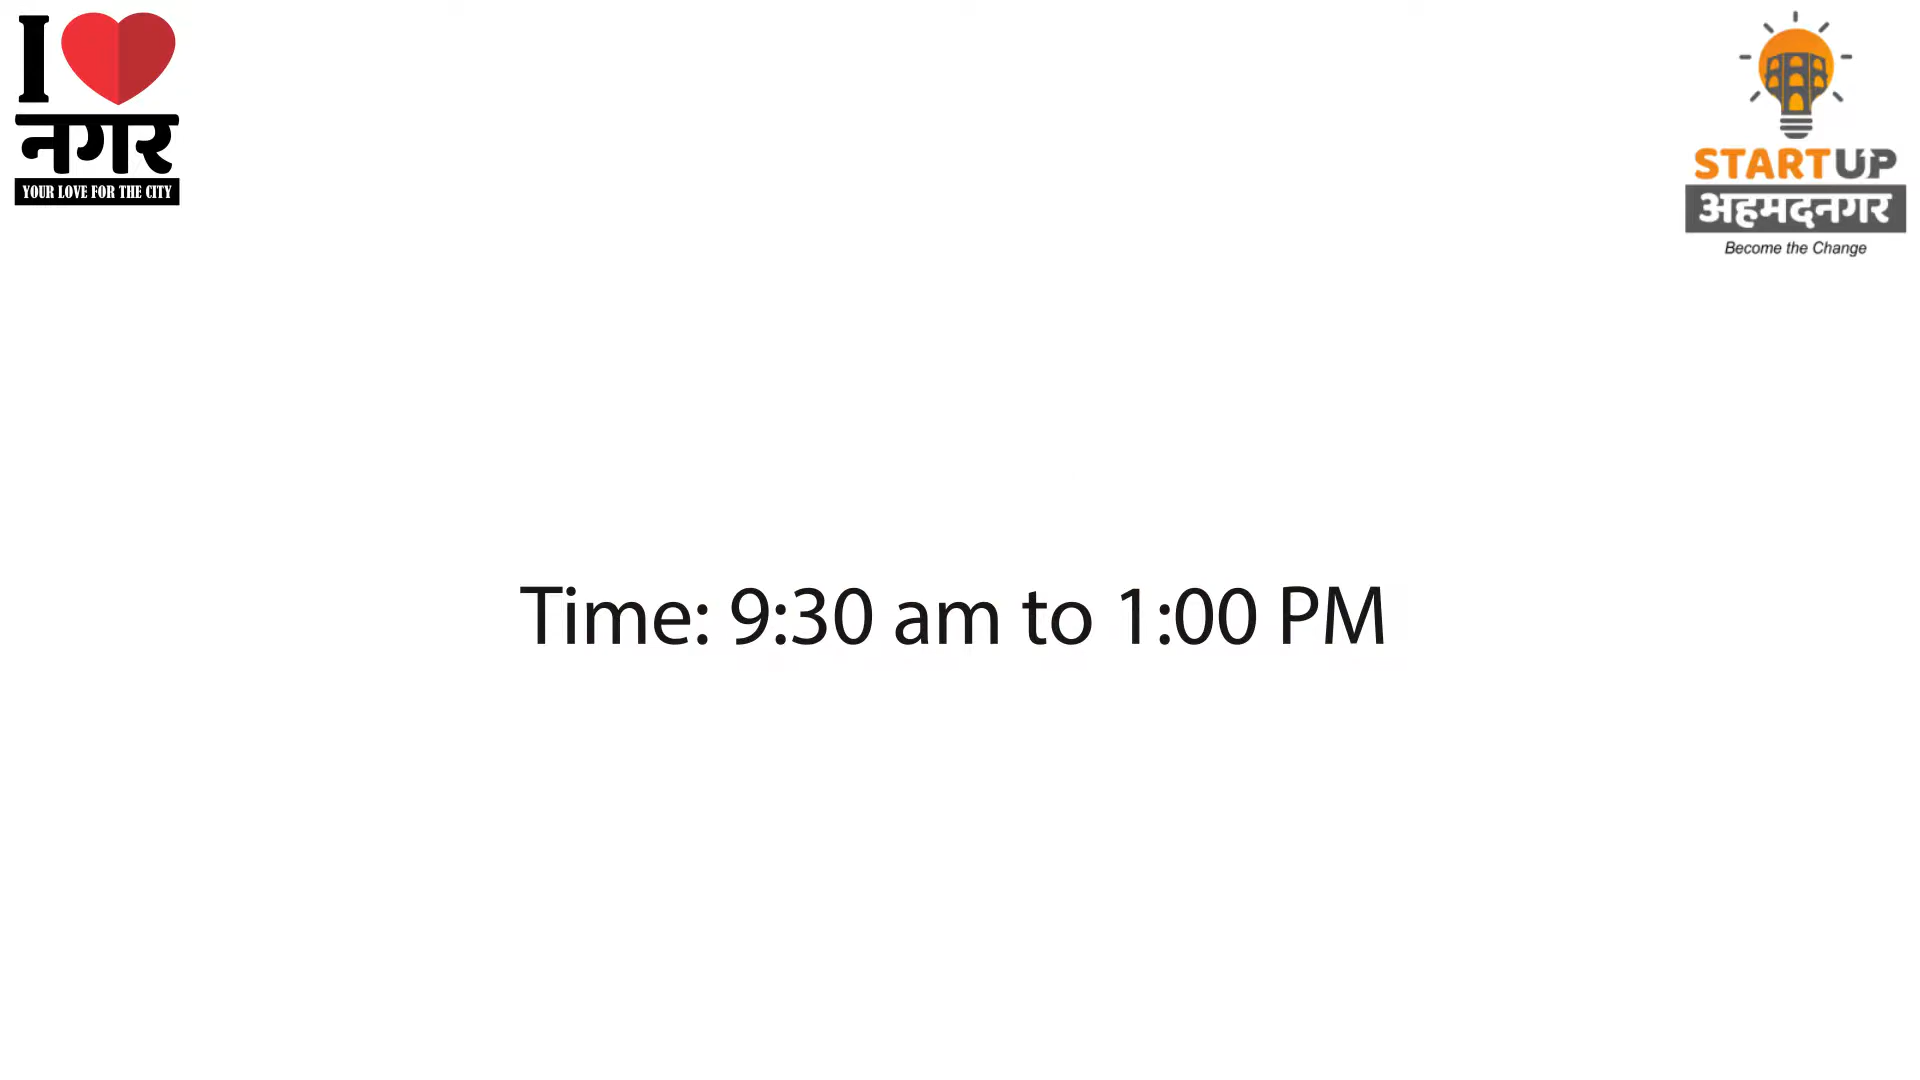 I
नगर
YOUR LOVE FOR THE CITY
STARTUP
अहमदनगर
Become the Change
Time: 9:30 am to 1:00 PM